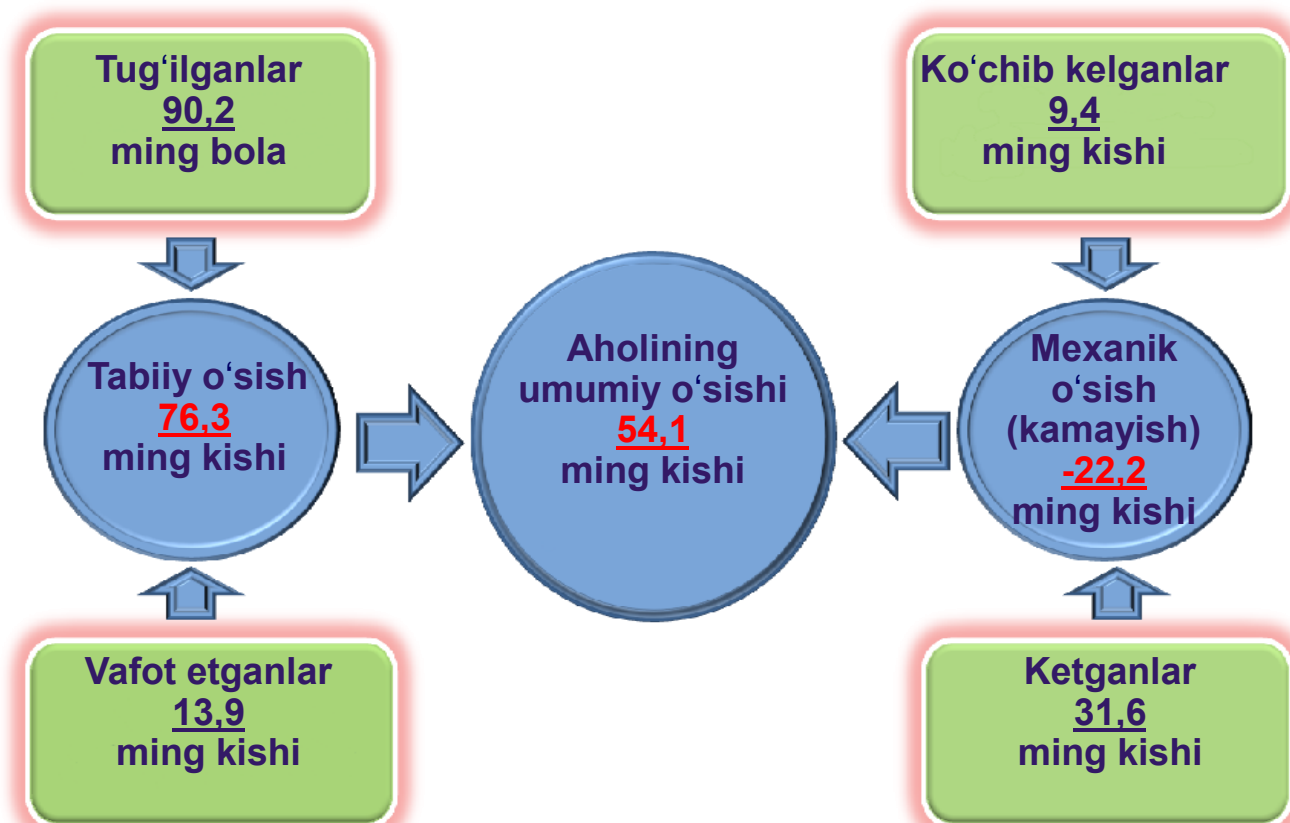 Tug‘ilganlar
90,2
ming bola
Ko‘chib kelganlar
9,4
ming kishi
Tabiiy o‘sish
76,3
ming kishi
Aholining
umumiy o‘sishi
54,1
ming kishi
Mexanik
o‘sish
(kamayish)
-22,2
ming kishi
Vafot etganlar
13,9
ming kishi
Ketganlar
31,6
ming kishi